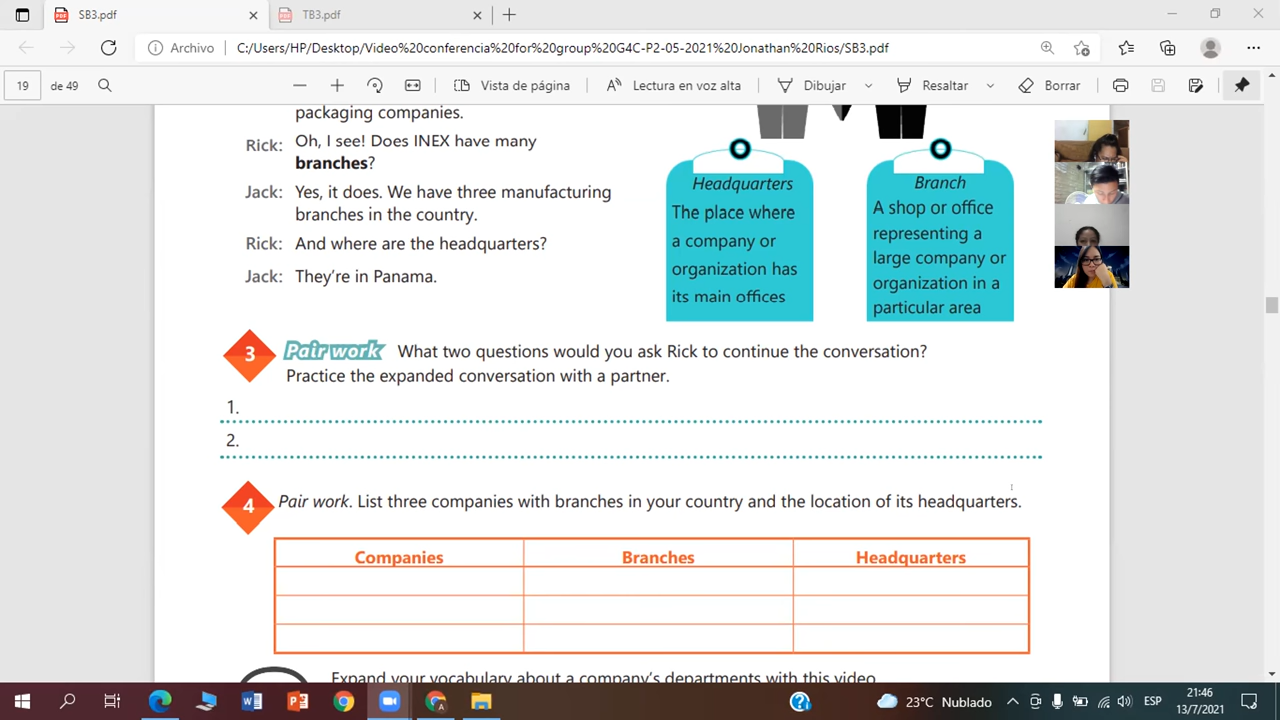 SB3.pdf
TB3.pdf
Archivo
C:/Users/HP/Desktop/Video%20conferencia%20for%20group%20G4C-P2-05-2021%20Jonathan%20Rios/SB3.pdf
19
de 49
Vista de página
Lectura en voz alta
Dibujar
Resaltar
Borrar
packaging companies.
Rick: Oh, I see! Does INEX have many
branches?
Jack: Yes, it does. We have three manufacturing
branches in the country.
Rick: And where are the headquarters?
Jack: They're in Panama.
Headquarters
The place where
a company or
organization has
its main offices
Branch
A shop or office
representing a
large company or
organization in a
particular area
3 Pair work What two questions would you ask Rick to continue the conversation?
Practice the expanded conversation with a partner.
1.
2.
4 Pair work. List three companies with branches in your country and the location of its headquarters.
Companies Branches Headquarters
Expand your vocabulary about a company's departments with this video
23°C Nublado
ESP
21:46
13/7/2021